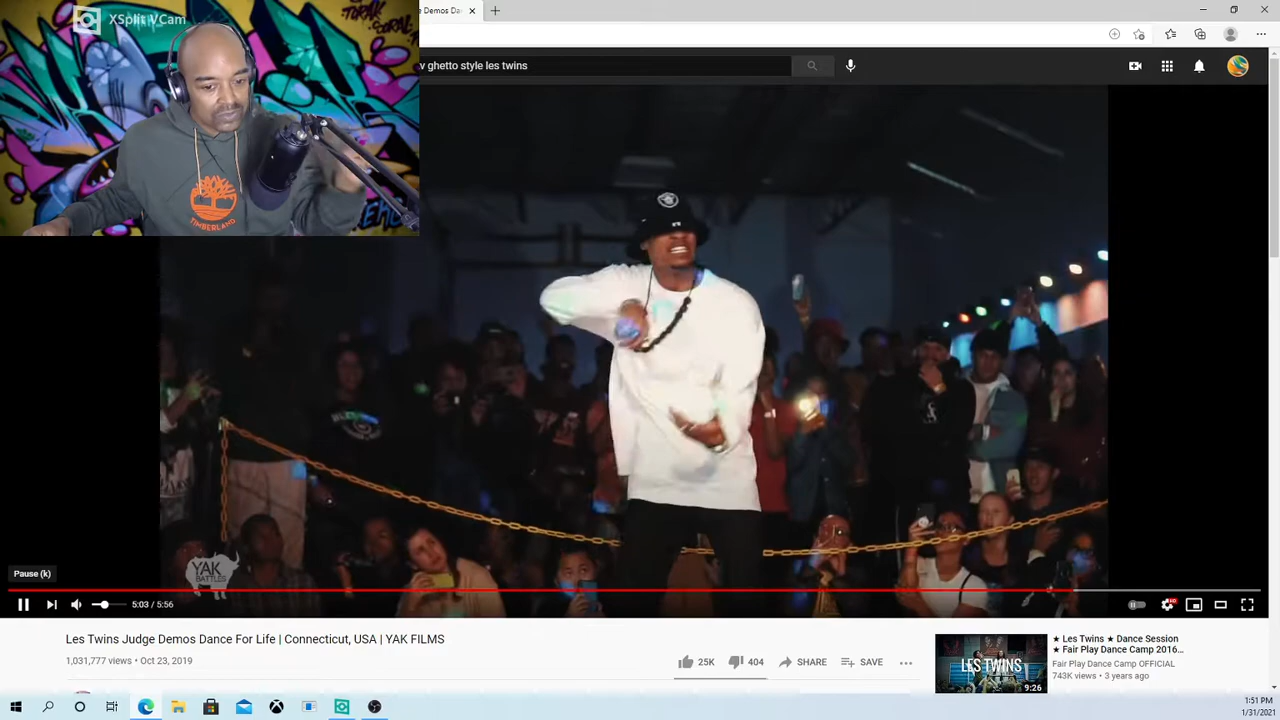 XSplit VCam
e Demos Da
v ghetto style les twins
TIMBERLAND
YAK
BATTLES
Pause (k)
5:03 / 5:56
HD
Les Twins Judge Demos Dance For Life | Connecticut, USA | YAK FILMS
1,031,777 views • Oct 23, 2019
25K
404
SHARE
SAVE
LES TWINS
9:26
★ Les Twins ★ Dance Session
★ Fair Play Dance Camp 2016...
Fair Play Dance Camp OFFICIAL
743K views • 3 years ago
1:51 PM
1/31/2021